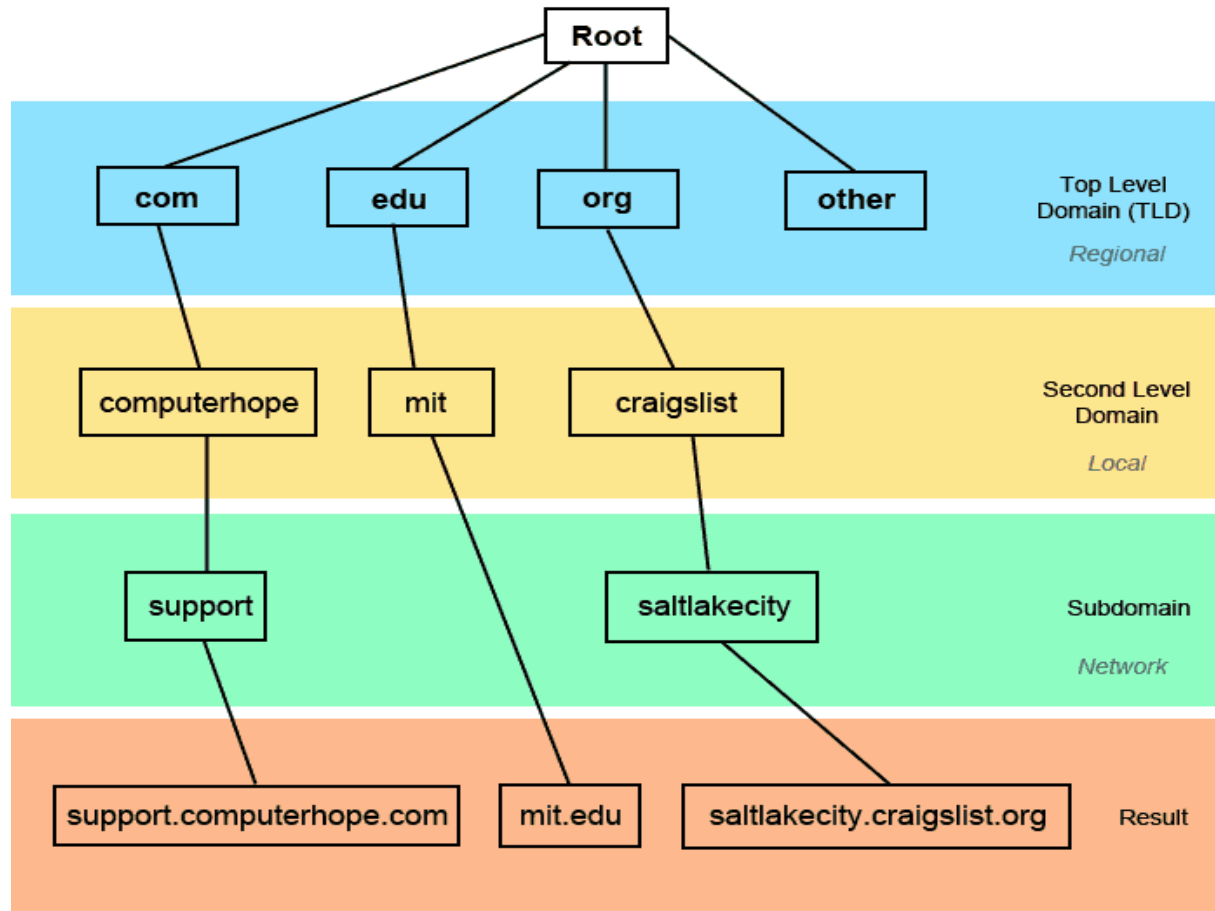 Root
com
edu
org
other
Top Level
Domain (TLD)
Regional
computerhope
mit
craigslist
Second Level
Domain
Local
support
saltlakecity
Subdomain
Network
support.computerhope.com
mit.edu
saltlakecity.craigslist.org
Result